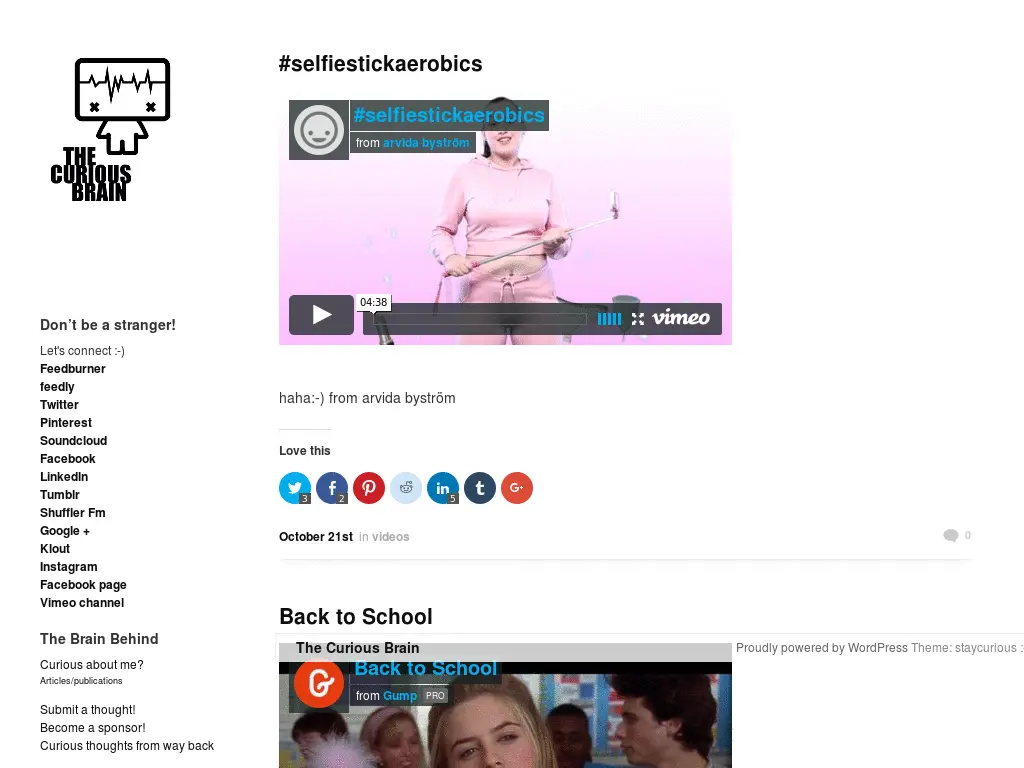 THE
CURIOUS
BRAIN
Don't be a stranger!
Let's connect :-)
Feedburner
feedly
Twitter
Pinterest
Soundcloud
Facebook
LinkedIn
Tumblr
Shuffler Fm
Google +
Klout
Instagram
Facebook page
Vimeo channel
The Brain Behind
Curious about me?
Articles/publications
Submit a thought!
Become a sponsor!
Curious thoughts from way back
#selfiestickaerobics
#selfiestickaerobics
from arvida byström
04:38
vimeo
haha:-) from arvida byström
Love this
3 2 5
October 21st in videos 0
Back to School
The Curious Brain Proudly powered by WordPress Theme: staycurious :
Back to School
from Gump PRO